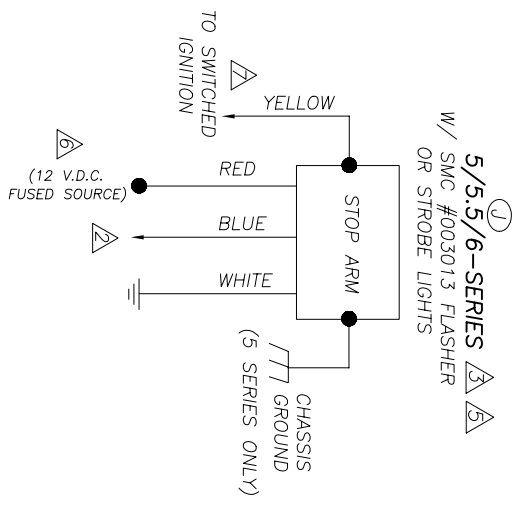 J
5/5.5/6-SERIES 3 5
W/ SMC #003013 FLASHER
OR STROBE LIGHTS
STOP ARM
YELLOW
7
TO SWITCHED
IGNITION
RED
6
(12 V.D.C.
FUSED SOURCE)
BLUE
2
WHITE
CHASSIS
GROUND
(5 SERIES ONLY)